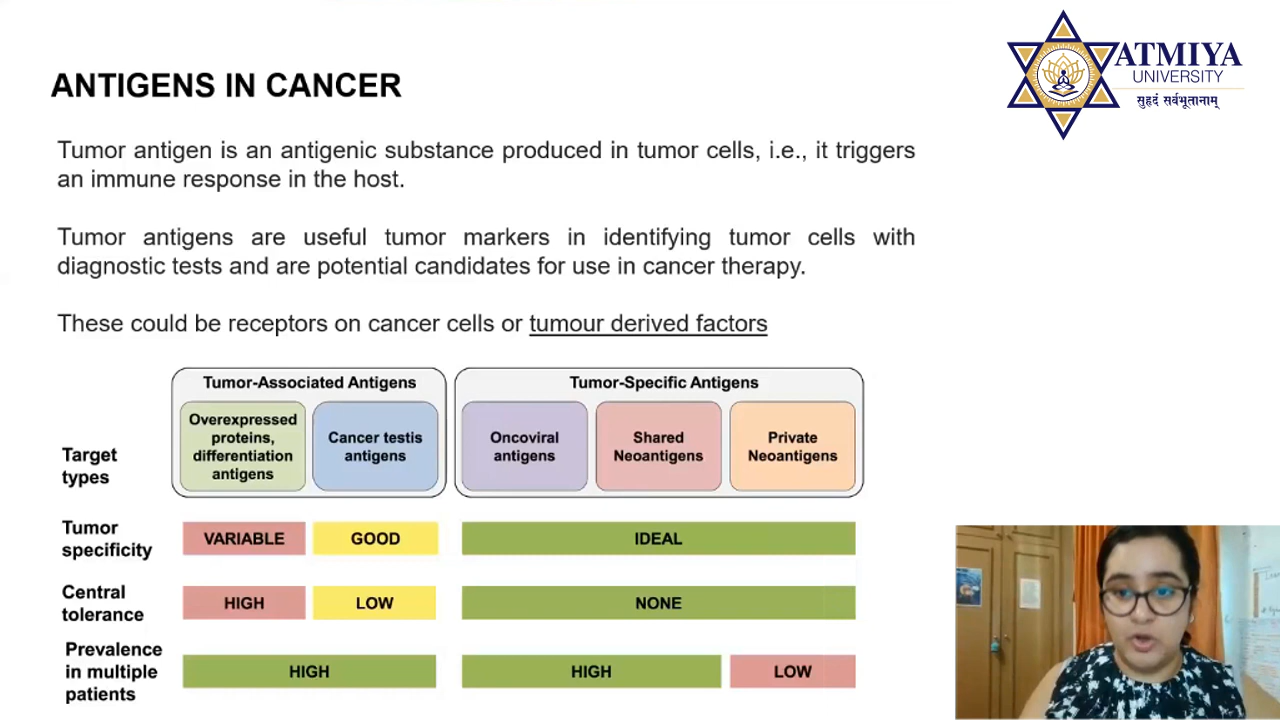 ATMIYA
UNIVERSITY
सुहृदं सर्वभूतानाम्
ANTIGENS IN CANCER
Tumor antigen is an antigenic substance produced in tumor cells, i.e., it triggers
an immune response in the host.
Tumor antigens are useful tumor markers in identifying tumor cells with
diagnostic tests and are potential candidates for use in cancer therapy.
These could be receptors on cancer cells or tumour derived factors
Tumor-Associated Antigens
Tumor-Specific Antigens
Target
types
Overexpressed
proteins,
differentiation
antigens
Cancer testis
antigens
Oncoviral
antigens
Shared
Neoantigens
Private
Neoantigens
Tumor
specificity
VARIABLE
GOOD
IDEAL
Central
tolerance
HIGH
LOW
NONE
Prevalence
in multiple
patients
HIGH
HIGH
LOW